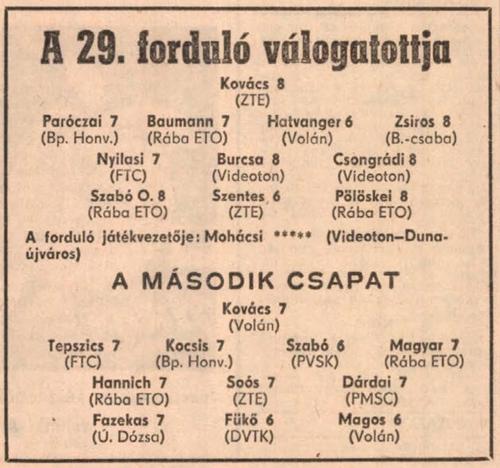 A 29. forduló válogatottja
Kovács 8
(ZTE)
Paróczai 7 Baumann 7 Hatvanger 6 Zsiros 8
(Bp. Honv.) (Rába ETO) (Volán) (B.-csaba)
Nyilasi 7 Burcsa 8 Csongrádi 8
(FTC) (Videoton) (Videoton)
Szabó O. 8 Szentes 6 Pölöskei 8
(Rába ETO) (ZTE) (Rába ETO)
A forduló játékvezetője: Mohácsi ***** (Videoton—Duna-
újváros)
A MÁSODIK CSAPAT
Kovács 7
(Volán)
Tepszics 7 Kocsis 7 Szabó 6 Magyar 7
(FTC) (Bp. Honv.) (PVSK) (Rába ETO)
Hannich 7 Soós 7 Dárdai 7
(Rába ETO) (ZTE) (PMSC)
Fazekas 7 Fükő 6 Magos 6
(Ú. Dózsa) (DVTK) (Volán)